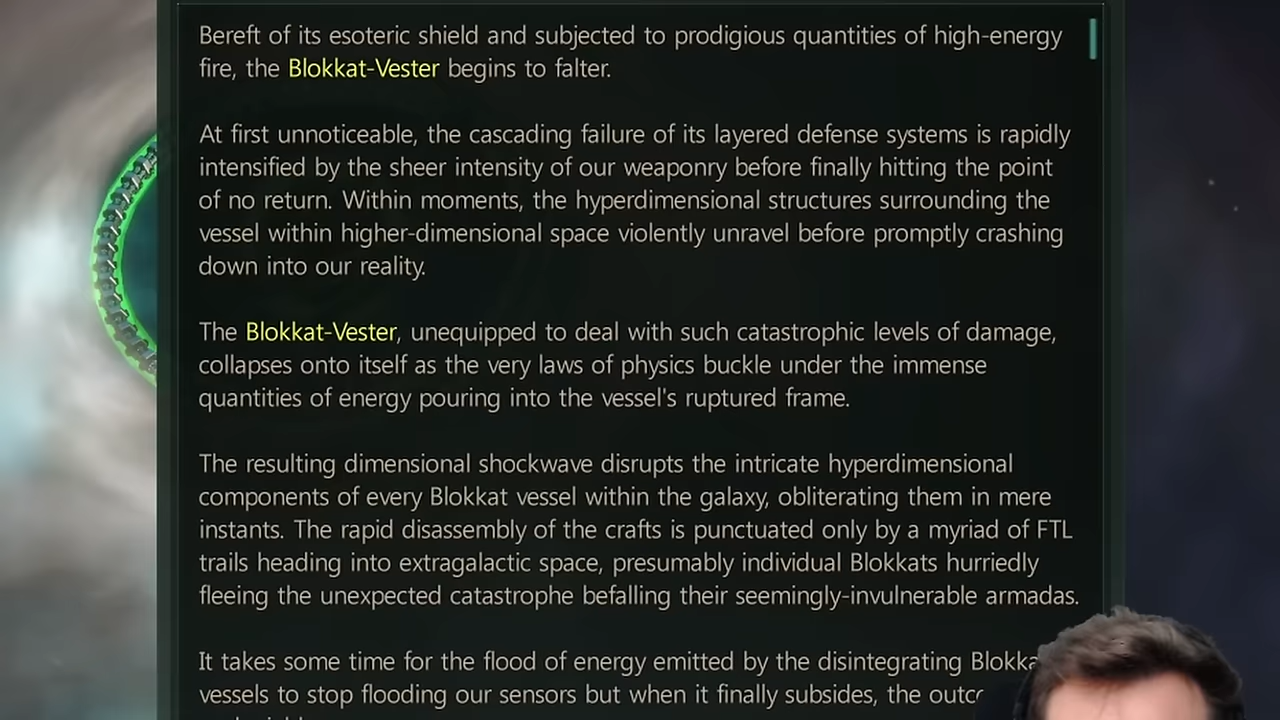 Bereft of its esoteric shield and subjected to prodigious quantities of high-energy
fire, the Blokkat-Vester begins to falter.
At first unnoticeable, the cascading failure of its layered defense systems is rapidly
intensified by the sheer intensity of our weaponry before finally hitting the point
of no return. Within moments, the hyperdimensional structures surrounding the
vessel within higher-dimensional space violently unravel before promptly crashing
down into our reality.
The Blokkat-Vester, unequipped to deal with such catastrophic levels of damage,
collapses onto itself as the very laws of physics buckle under the immense
quantities of energy pouring into the vessel's ruptured frame.
The resulting dimensional shockwave disrupts the intricate hyperdimensional
components of every Blokkat vessel within the galaxy, obliterating them in mere
instants. The rapid disassembly of the crafts is punctuated only by a myriad of FTL
trails heading into extragalactic space, presumably individual Blokkats hurriedly
fleeing the unexpected catastrophe befalling their seemingly-invulnerable armadas.
It takes some time for the flood of energy emitted by the disintegrating
vessels to stop flooding our sensors but when it finally subsides, the